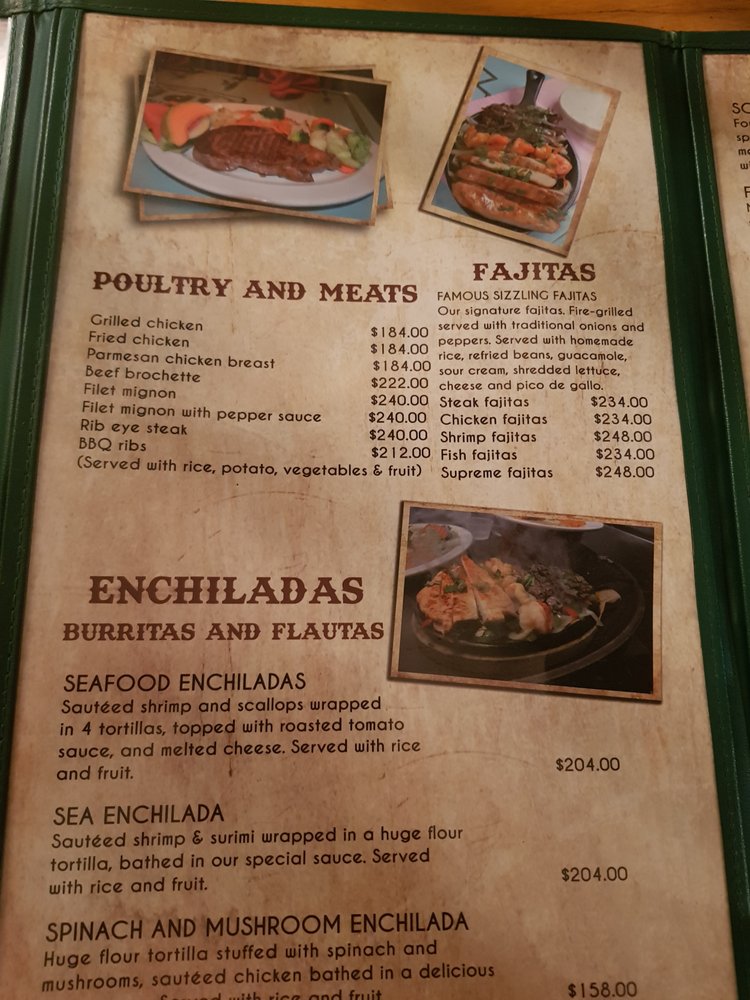 POULTRY AND MEATS
Grilled chicken $184.00
Fried chicken $184.00
Parmesan chicken breast $184.00
Beef brochette $222.00
Filet mignon $240.00
Filet mignon with pepper sauce $240.00
Rib eye steak $240.00
BBQ ribs $212.00
(Served with rice, potato, vegetables & fruit)
FAJITAS
FAMOUS SIZZLING FAJITAS
Our signature fajitas. Fire-grilled
served with traditional onions and
peppers. Served with homemade
rice, refried beans, guacamole,
sour cream, shredded lettuce,
cheese and pico de gallo.
Steak fajitas $234.00
Chicken fajitas $234.00
Shrimp fajitas $248.00
Fish fajitas $234.00
Supreme fajitas $248.00
ENCHILADAS
BURRITAS AND FLAUTAS
SEAFOOD ENCHILADAS
Sautéed shrimp and scallops wrapped
in 4 tortillas, topped with roasted tomato
sauce, and melted cheese. Served with rice
and fruit. $204.00
SEA ENCHILADA
Sautéed shrimp & surimi wrapped in a huge flour
tortilla, bathed in our special sauce. Served
with rice and fruit. $204.00
SPINACH AND MUSHROOM ENCHILADA
Huge flour tortilla stuffed with spinach and
mushrooms, sautéed chicken bathed in a delicious
Served with rice and fruit $158.00